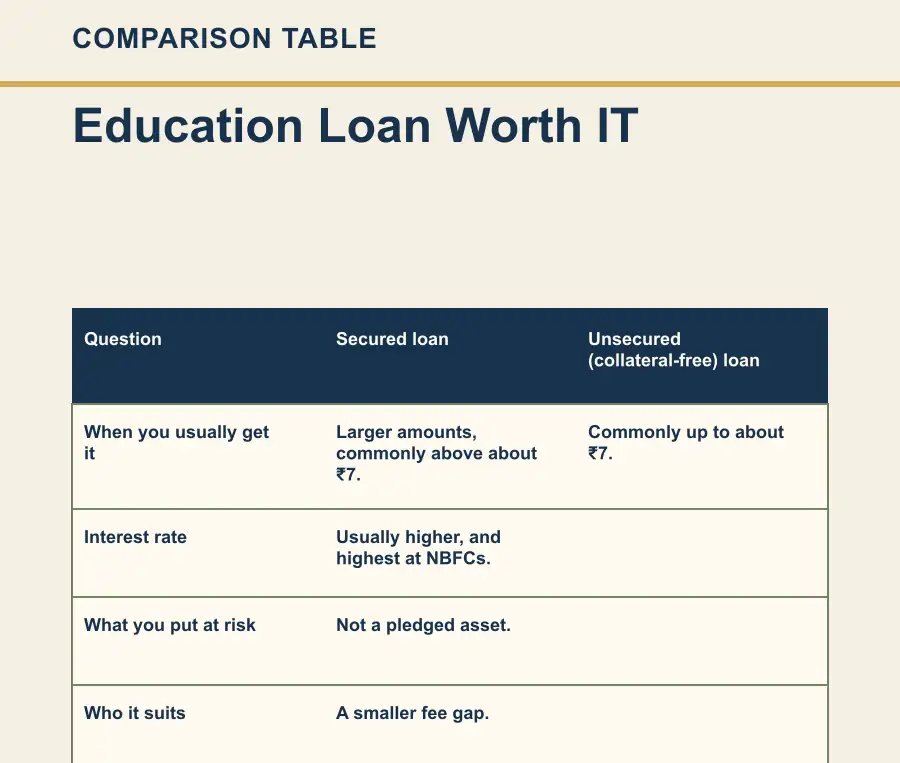 COMPARISON TABLE
Education Loan Worth IT
Question
Secured loan
Unsecured
(collateral-free) loan
When you usually get
it
Larger amounts,
commonly above about
₹7.
Commonly up to about
₹7.
Interest rate
Usually higher, and
highest at NBFCs.
What you put at risk
Not a pledged asset.
Who it suits
A smaller fee gap.